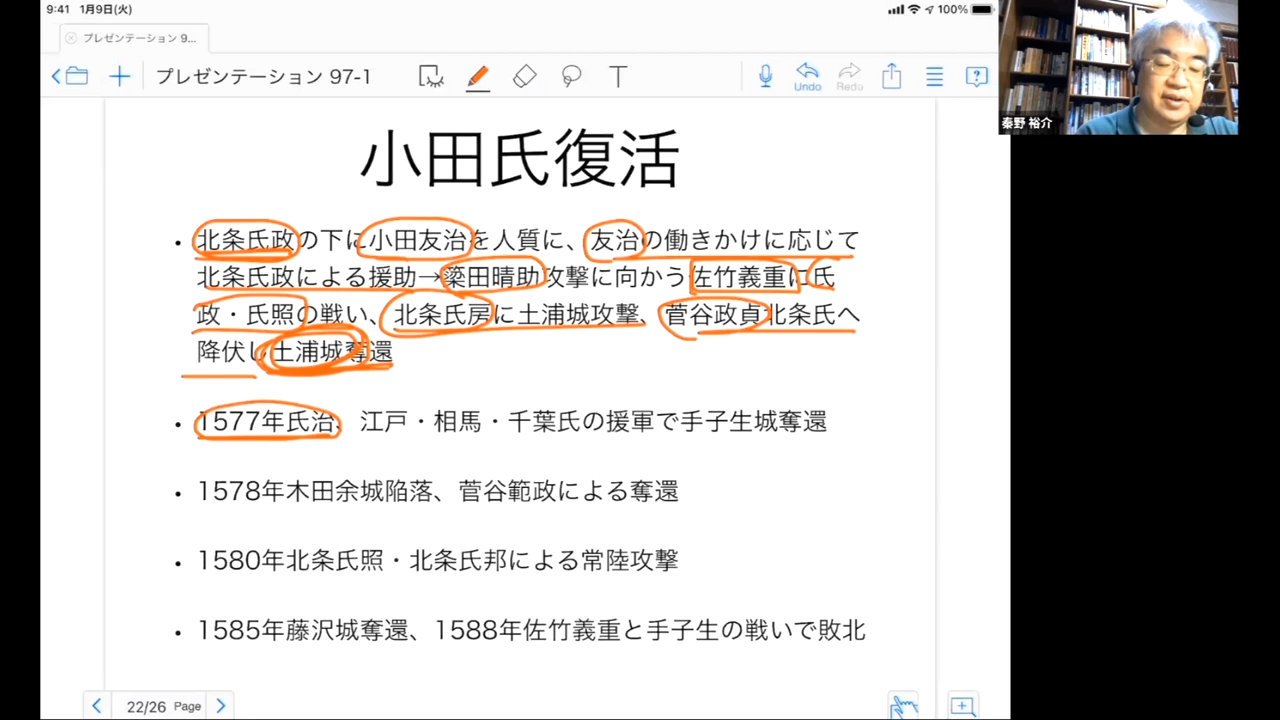 9:41 1月9日(火)
100%
プレゼンテーション 9...
プレゼンテーション 97-1
Undo
Redo
秦野 裕介
小田氏復活
• 北条氏政の下に小田友治を人質に、友治の働きかけに応じて
北条氏政による援助→簗田晴助攻撃に向かう佐竹義重に氏
政・氏照の戦い、北条氏房に土浦城攻撃、菅谷政貞北条氏へ
降伏し土浦城奪還
• 1577年氏治、江戸・相馬・千葉氏の援軍で手子生城奪還
• 1578年木田余城陥落、菅谷範政による奪還
• 1580年北条氏照・北条氏邦による常陸攻撃
• 1585年藤沢城奪還、1588年佐竹義重と手子生の戦いで敗北
22/26 Page